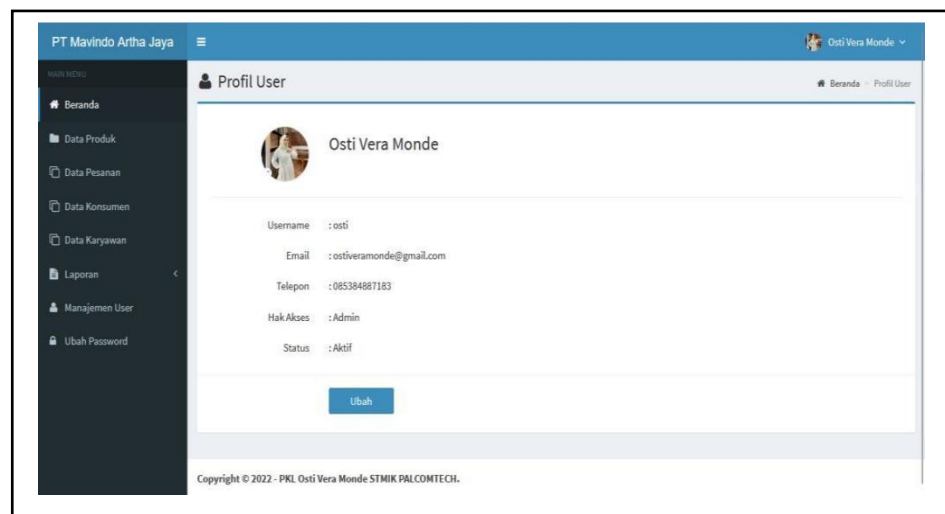 PT Mavindo Artha Jaya
Osti Vera Monde
MAIN MENU
Profil User
Beranda - Profil User
Beranda
Data Produk
Data Pesanan
Data Konsumen
Data Karyawan
Laporan
Manajemen User
Ubah Password
Osti Vera Monde
Username : osti
Email : ostiveramonde@gmail.com
Telepon : 085384887183
Hak Akses : Admin
Status : Aktif
Ubah
Copyright © 2022 - PKL Osti Vera Monde STMIK PALCOMTECH.